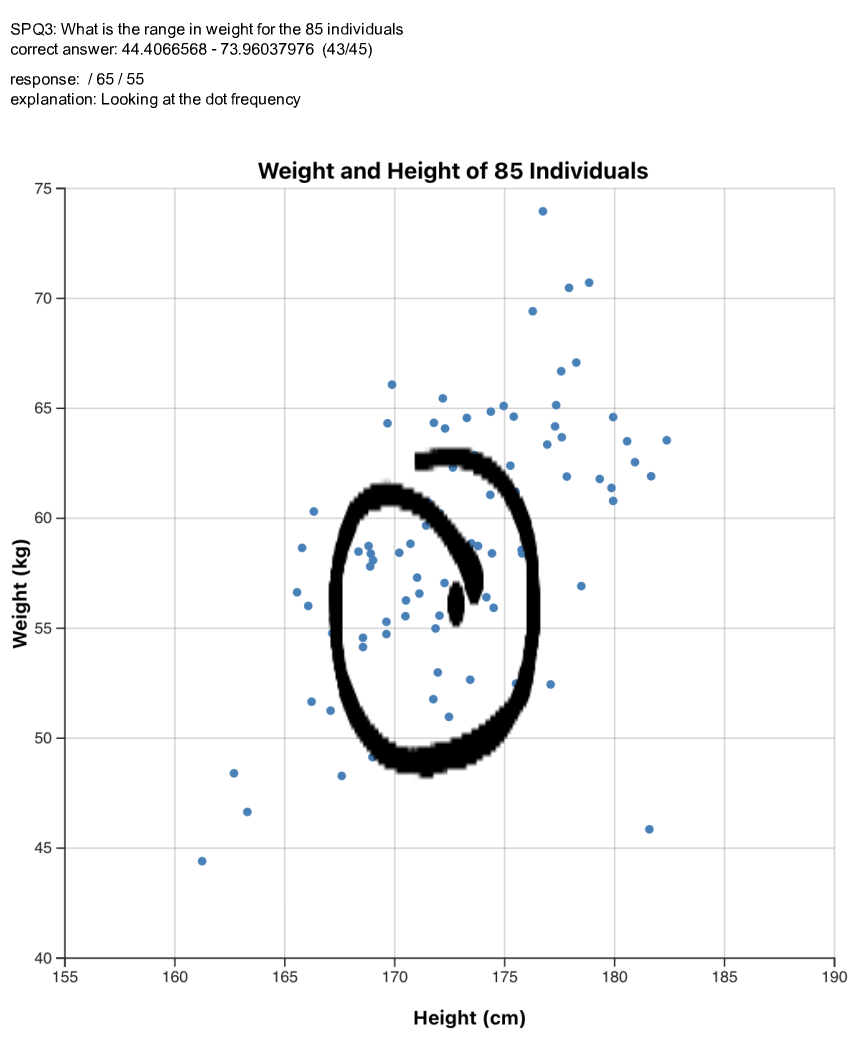 SPQ3: What is the range in weight for the 85 individuals
correct answer: 44.4066568 - 73.96037976  (43/45)
response:  / 65 / 55
explanation: Looking at the dot frequency
Weight and Height of 85 Individuals
75
70
65
60
55
50
45
40
Weight (kg)
155 160 165 170 175 180 185 190
Height (cm)